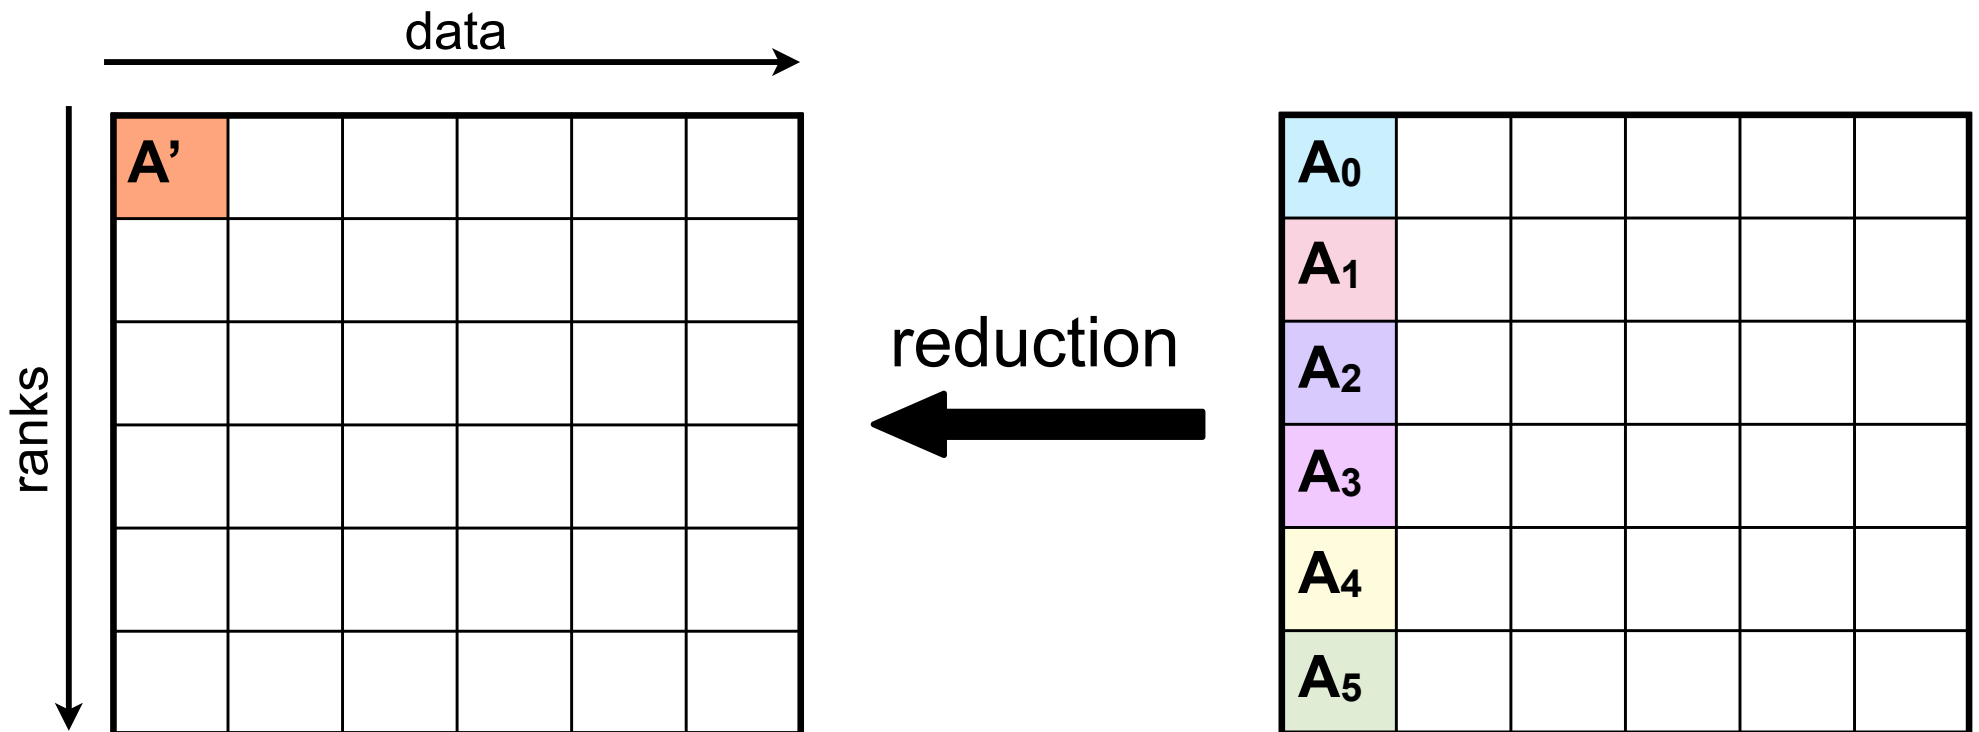 data
ranks
A’
reduction
A0
A1
A2
A3
A4
A5